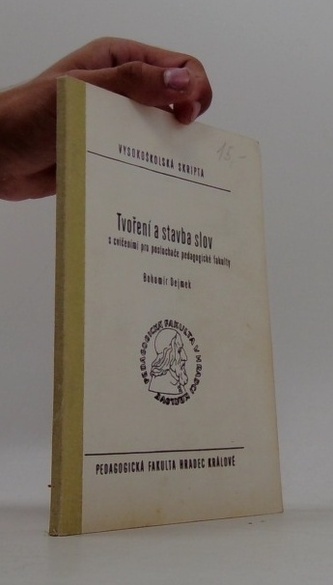 15.-
VYSOKOŠKOLSKÁ SKRIPTA
Tvoření a stavba slov
s cvičeními pro posluchače pedagogické fakulty
Bohumír Dejmek
PEDAGOGICKÁ FAKULTA V HRADCI KRÁLOVÉ
PEDAGOGICKÁ FAKULTA HRADEC KRÁLOVÉ